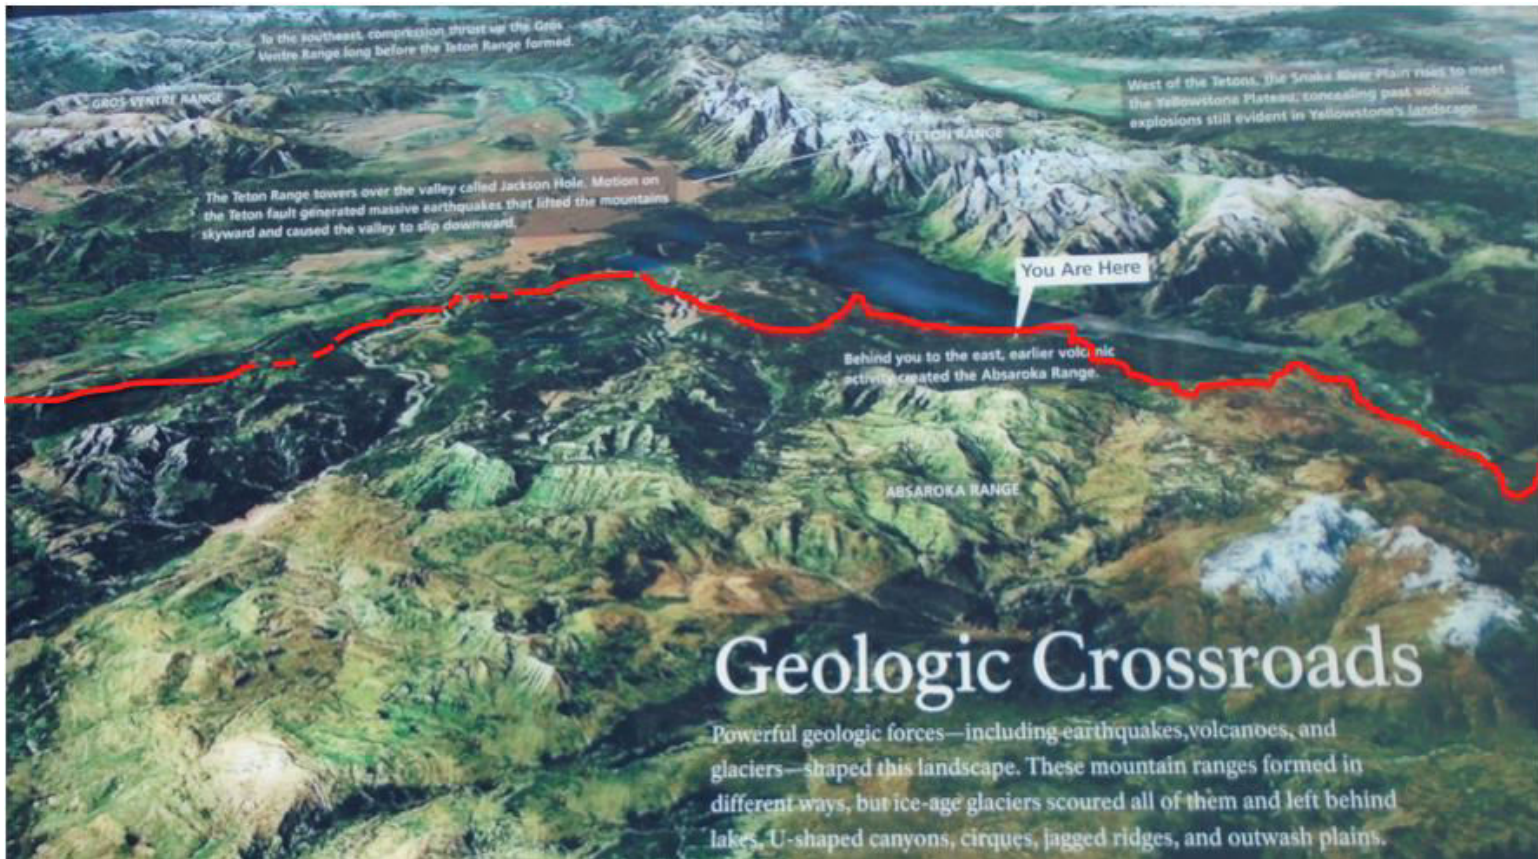 To the southeast, compression thrust up the Gros
Ventre Range long before the Teton Range formed.
GROS VENTRE RANGE
West of the Tetons, the Snake River Plain rises to meet
the Yellowstone Plateau, concealing past volcanic
explosions still evident in Yellowstone's landscape.
TETON RANGE
The Teton Range towers over the valley called Jackson Hole. Motion on
the Teton fault generated massive earthquakes that lifted the mountains
skyward and caused the valley to slip downward.
You Are Here
Behind you to the east, earlier volcanic
activity created the Absaroka Range.
ABSAROKA RANGE
Geologic Crossroads
Powerful geologic forces—including earthquakes,volcanoes, and
glaciers—shaped this landscape. These mountain ranges formed in
different ways, but ice-age glaciers scoured all of them and left behind
lakes, U-shaped canyons, cirques, jagged ridges, and outwash plains.